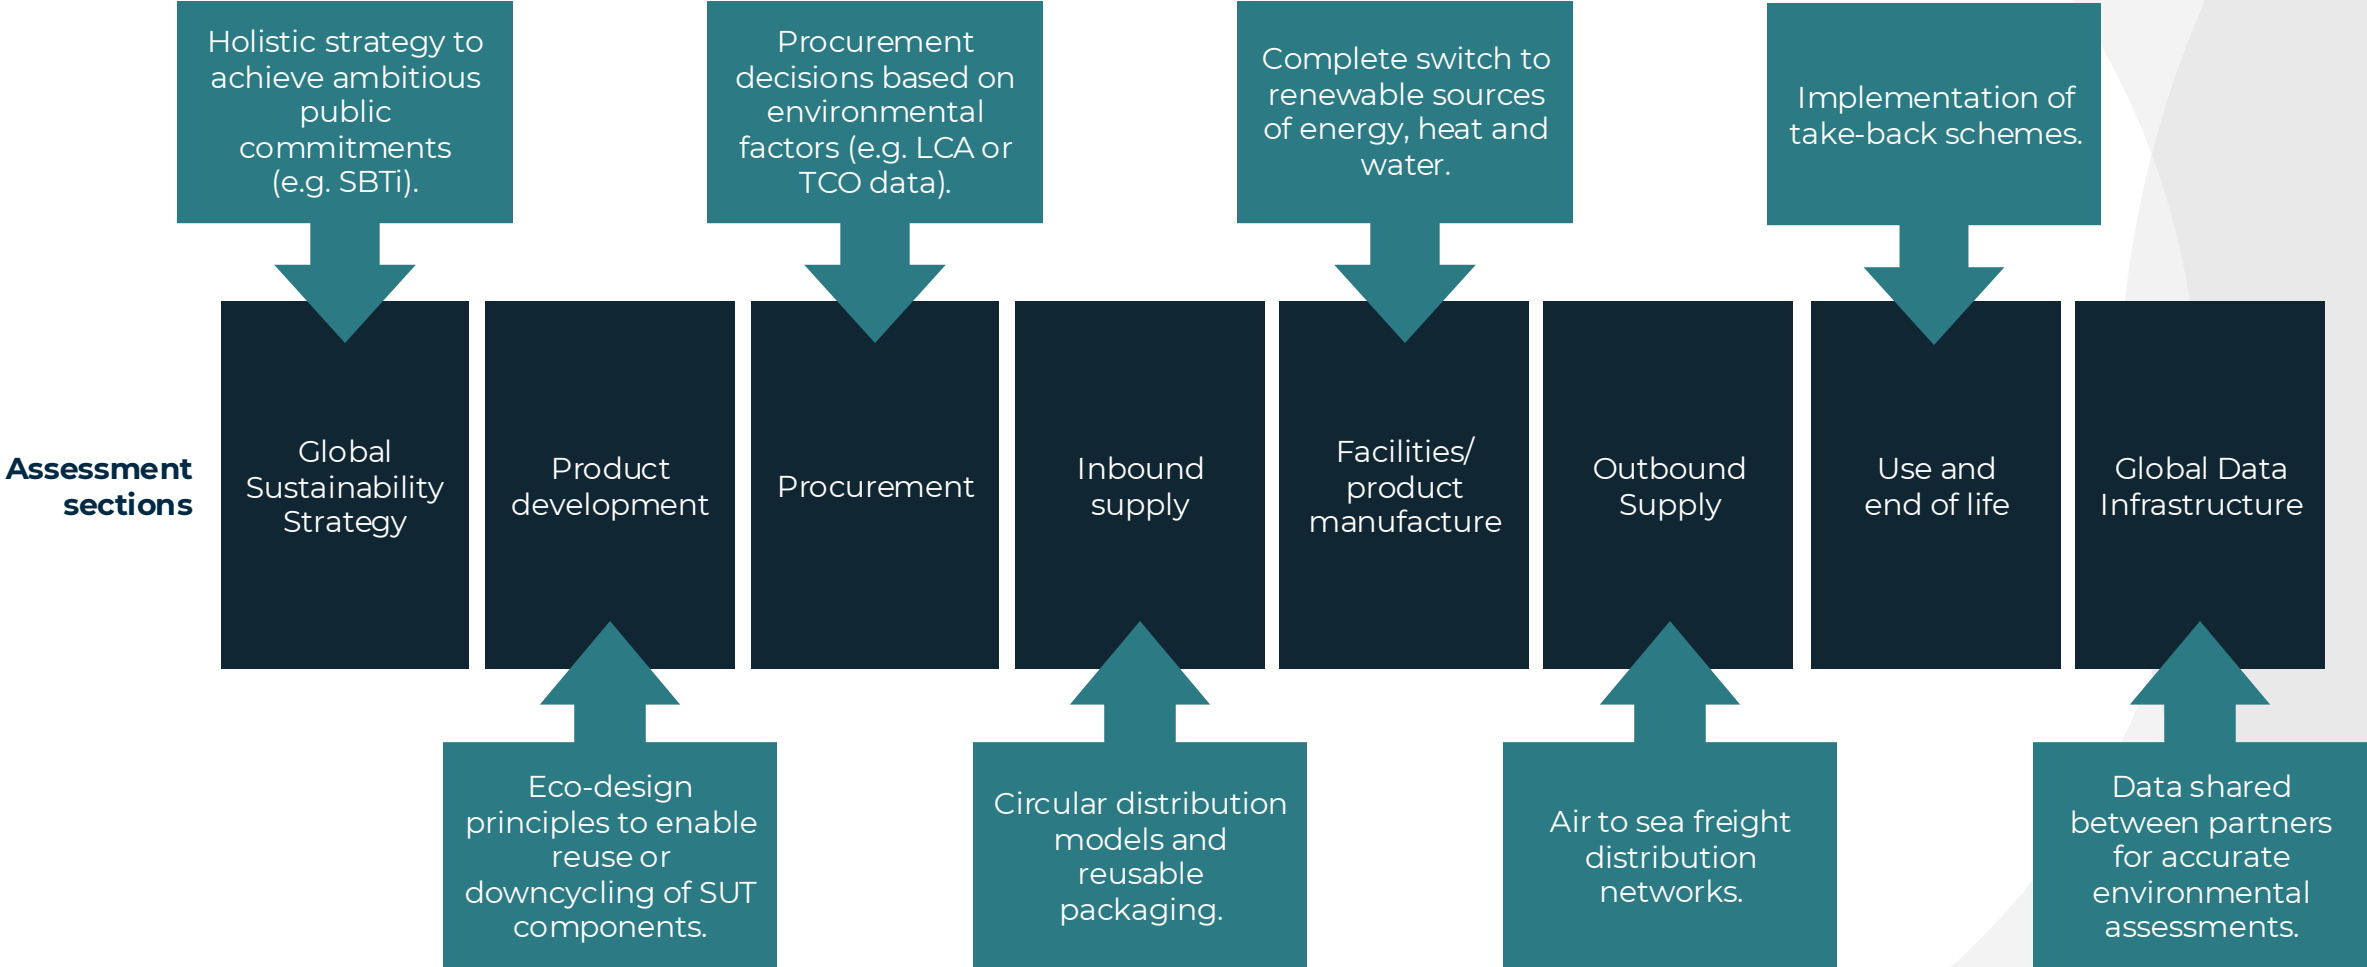 Holistic strategy to
achieve ambitious
public
commitments
(e.g. SBTi).
Procurement
decisions based on
environmental
factors (e.g. LCA or
TCO data).
Complete switch to
renewable sources
of energy, heat and
water.
Implementation of
take-back schemes.
Assessment
sections
Global
Sustainability
Strategy
Product
development
Procurement
Inbound
supply
Facilities/
product
manufacture
Outbound
Supply
Use and
end of life
Global Data
Infrastructure
Eco-design
principles to enable
reuse or
downcycling of SUT
components.
Circular distribution
models and
reusable
packaging.
Air to sea freight
distribution
networks.
Data shared
between partners
for accurate
environmental
assessments.